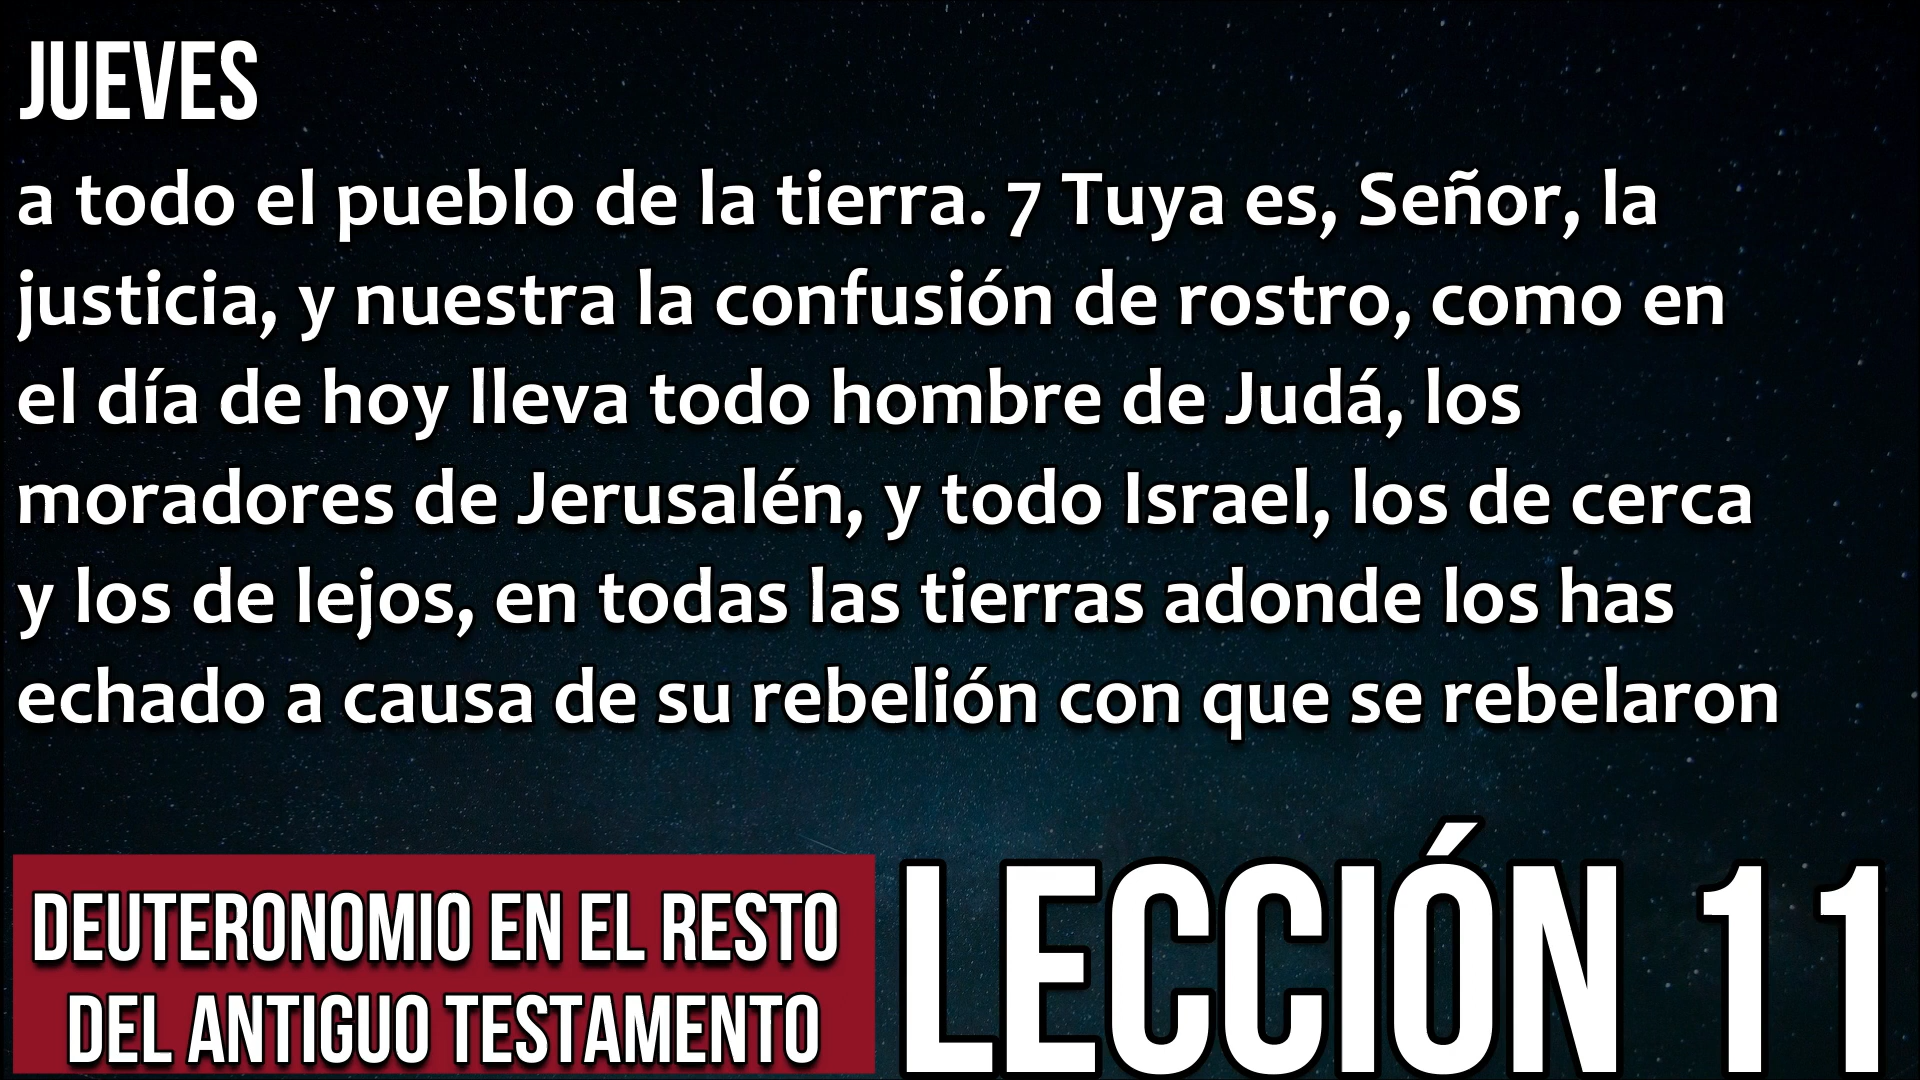 JUEVES
a todo el pueblo de la tierra. 7 Tuya es, Señor, la
justicia, y nuestra la confusión de rostro, como en
el día de hoy lleva todo hombre de Judá, los
moradores de Jerusalén, y todo Israel, los de cerca
y los de lejos, en todas las tierras adonde los has
echado a causa de su rebelión con que se rebelaron
DEUTERONOMIO EN EL RESTO
DEL ANTIGUO TESTAMENTO
LECCIÓN 11